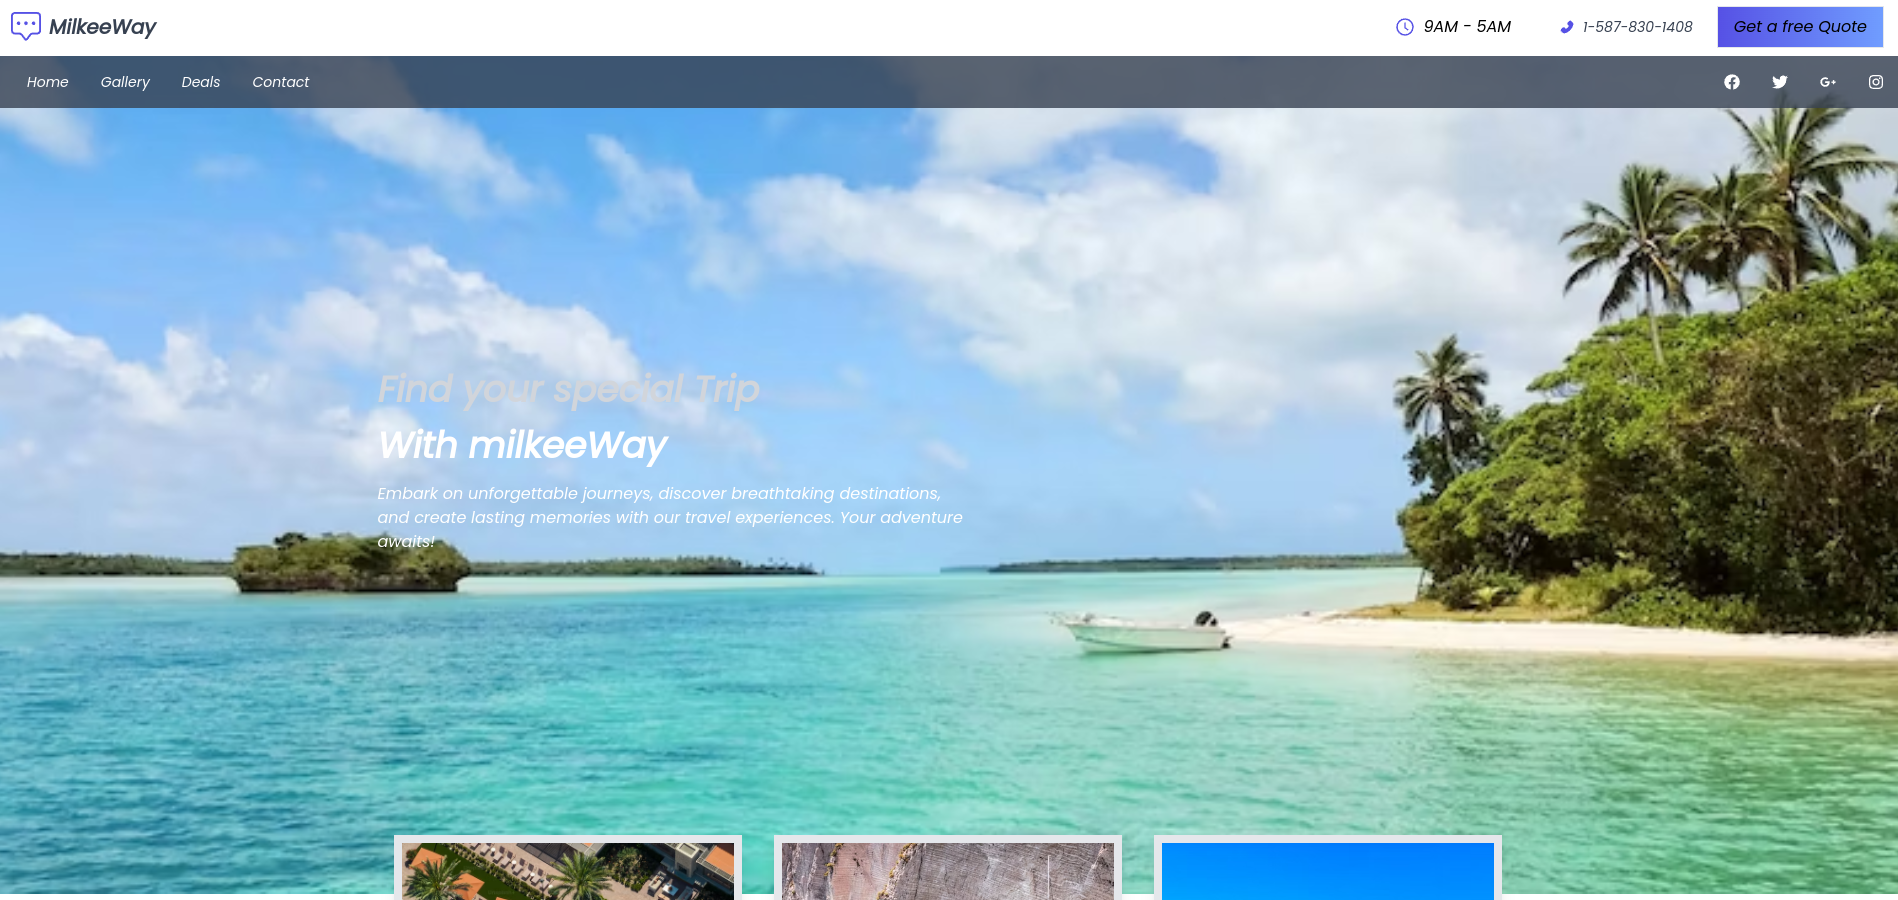 MilkeeWay
9AM - 5AM
1-587-830-1408
Get a free Quote
Home
Gallery
Deals
Contact
Find your special Trip
With milkeeWay
Embark on unforgettable journeys, discover breathtaking destinations,
and create lasting memories with our travel experiences. Your adventure
awaits!